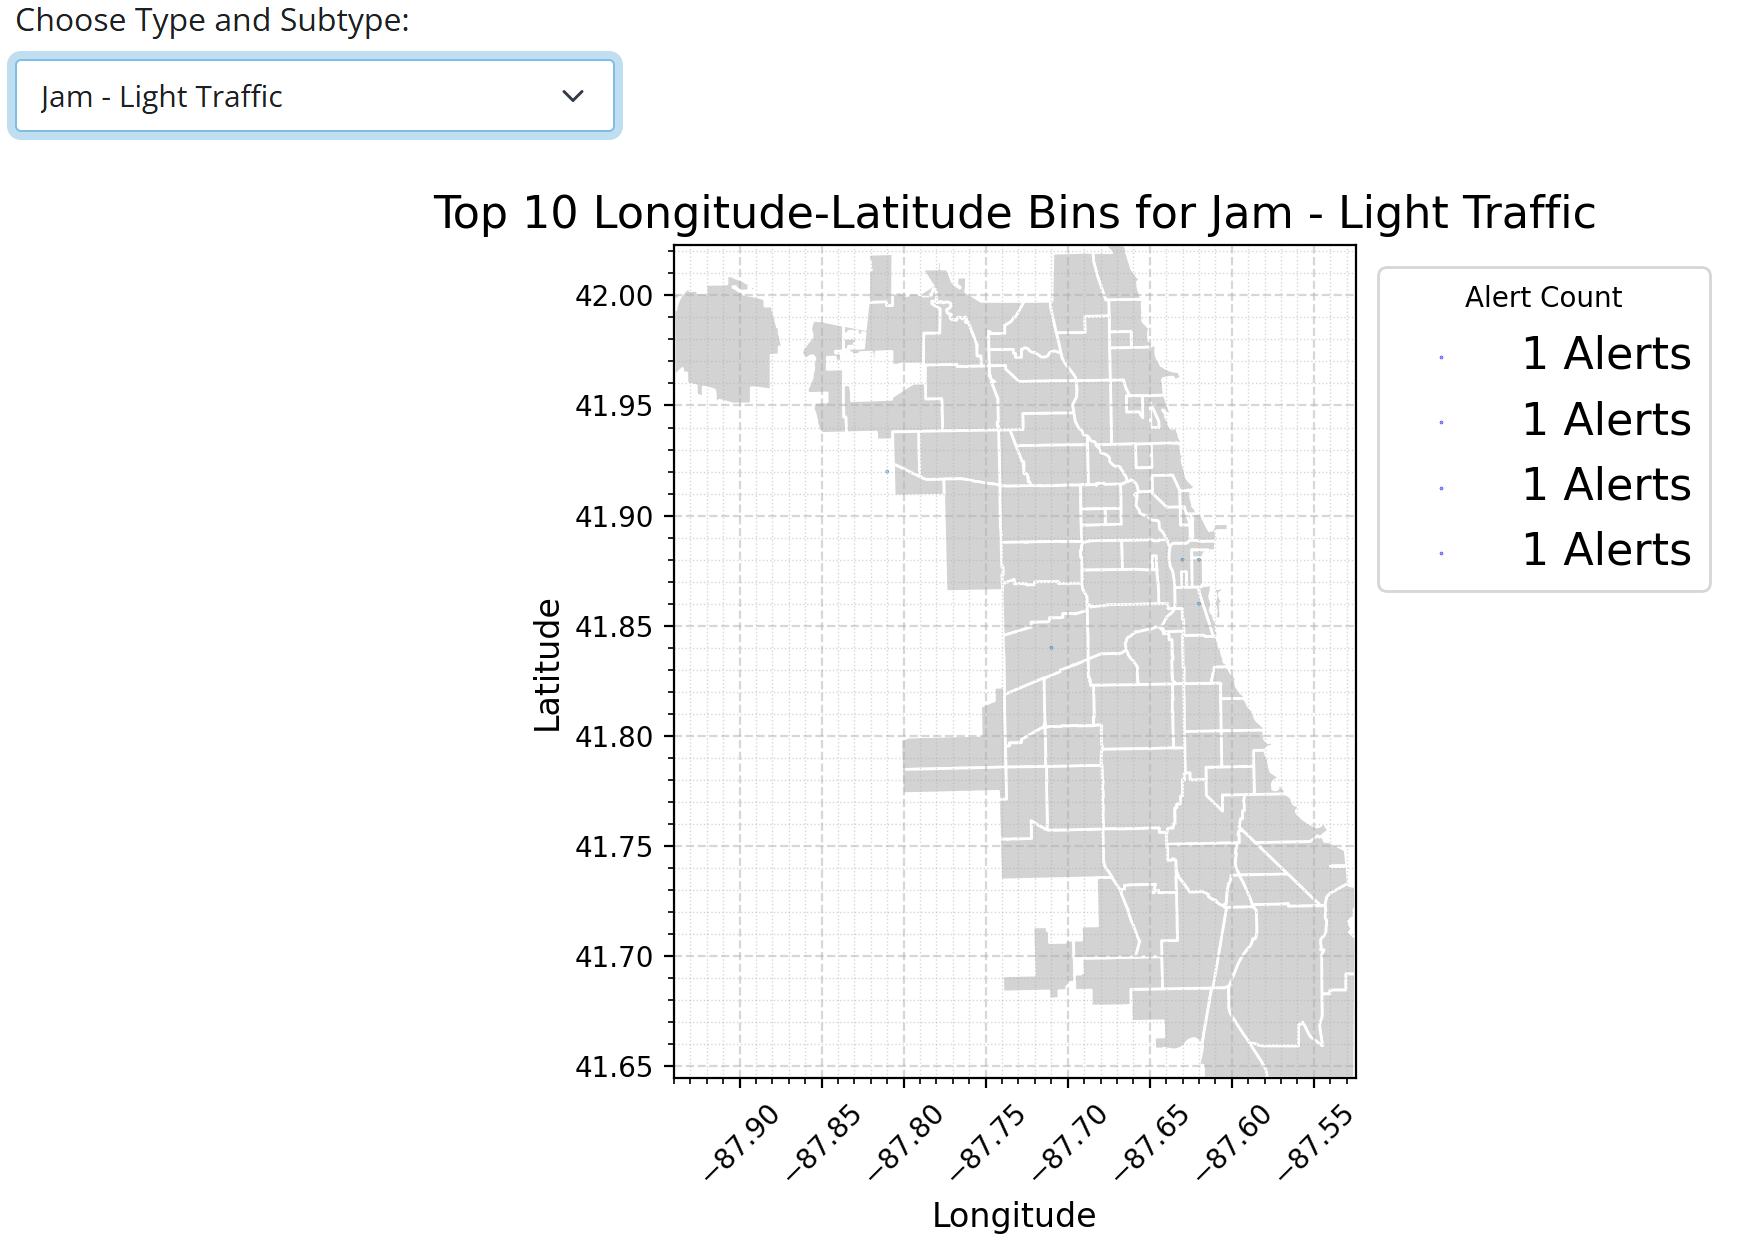 Choose Type and Subtype:
Jam - Light Traffic
Top 10 Longitude-Latitude Bins for Jam - Light Traffic
Alert Count
1 Alerts
1 Alerts
1 Alerts
1 Alerts
Latitude
42.00
41.95
41.90
41.85
41.80
41.75
41.70
41.65
−87.90
−87.85
−87.80
−87.75
−87.70
−87.65
−87.60
−87.55
Longitude